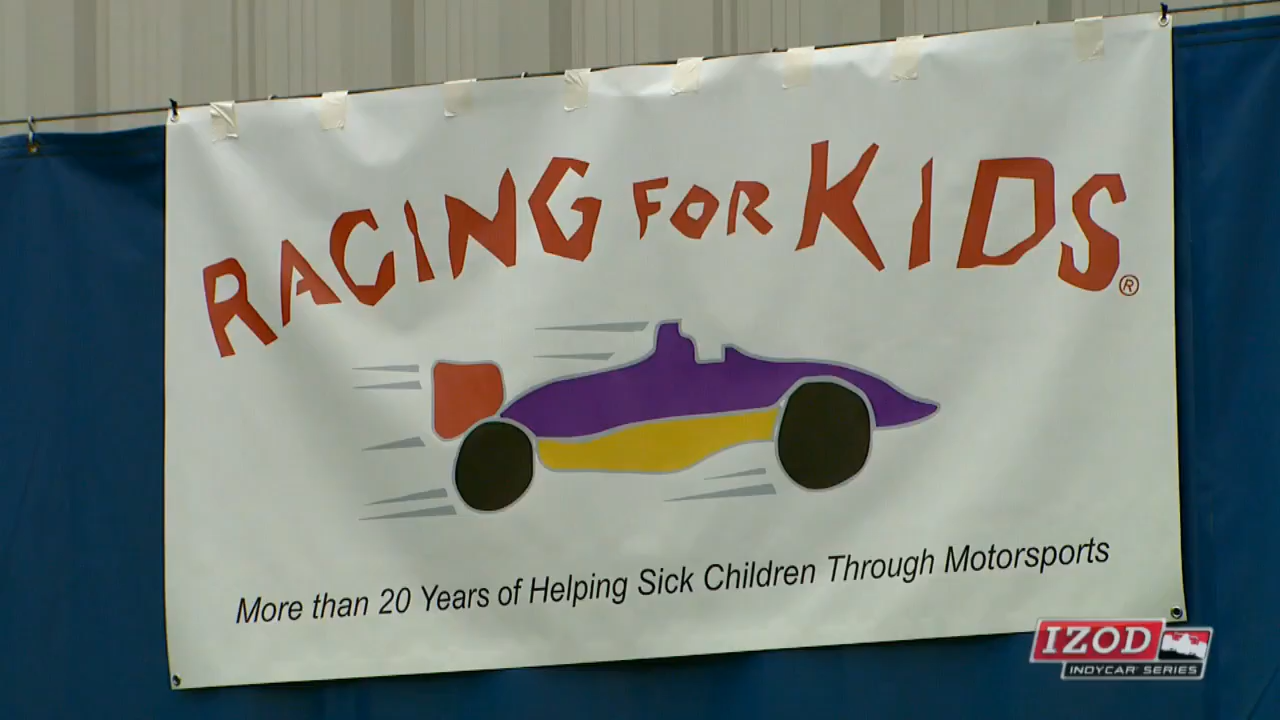 RACING FOR KIDS®
More than 20 Years of Helping Sick Children Through Motorsports
IZOD
INDYCAR SERIES